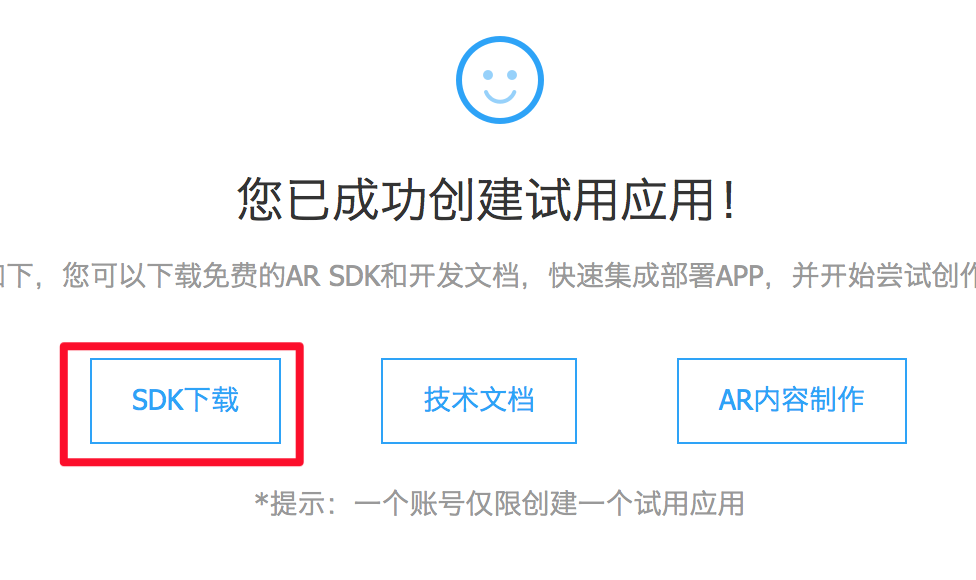 您已成功创建试用应用！
下，您可以下载免费的AR SDK和开发文档，快速集成部署APP，并开始尝试创作
SDK下载
技术文档
AR内容制作
*提示：一个账号仅限创建一个试用应用